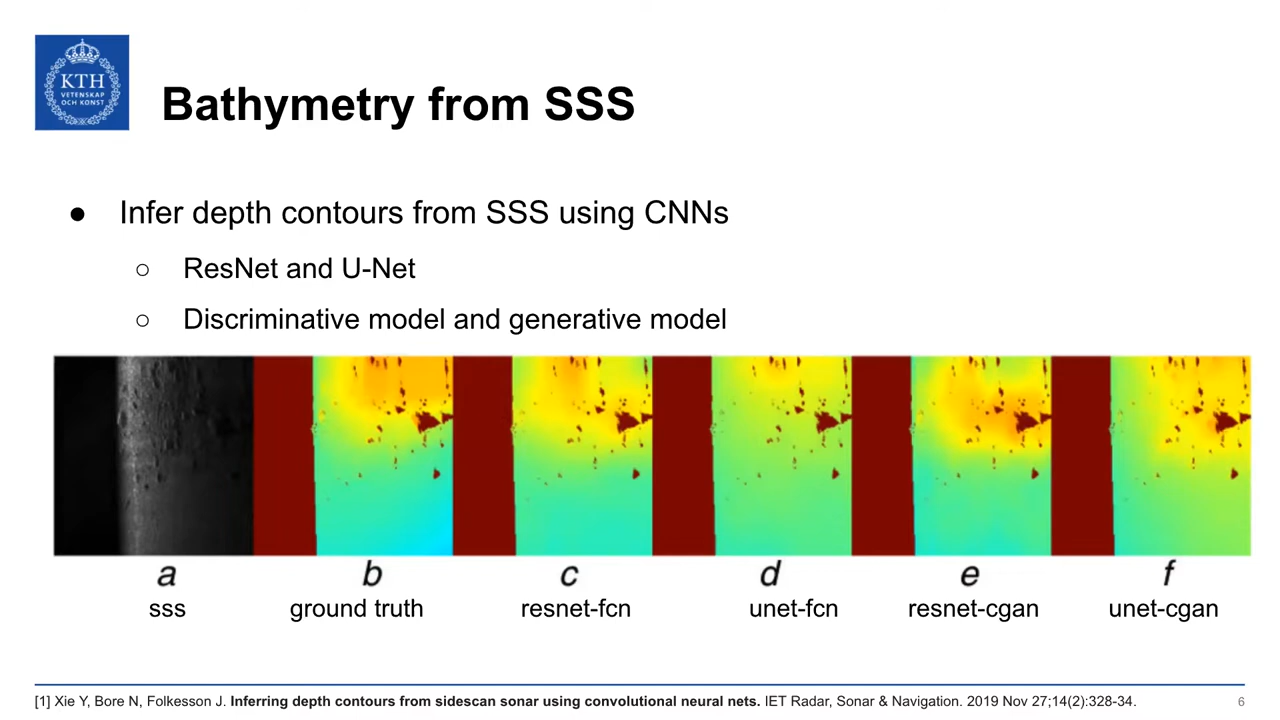 KTH
VETENSKAP
OCH KONST
Bathymetry from SSS
● Infer depth contours from SSS using CNNs
○ ResNet and U-Net
○ Discriminative model and generative model
a b c d e f
sss ground truth resnet-fcn unet-fcn resnet-cgan unet-cgan
[1] Xie Y, Bore N, Folkesson J. Inferring depth contours from sidescan sonar using convolutional neural nets. IET Radar, Sonar & Navigation. 2019 Nov 27;14(2):328-34. 6